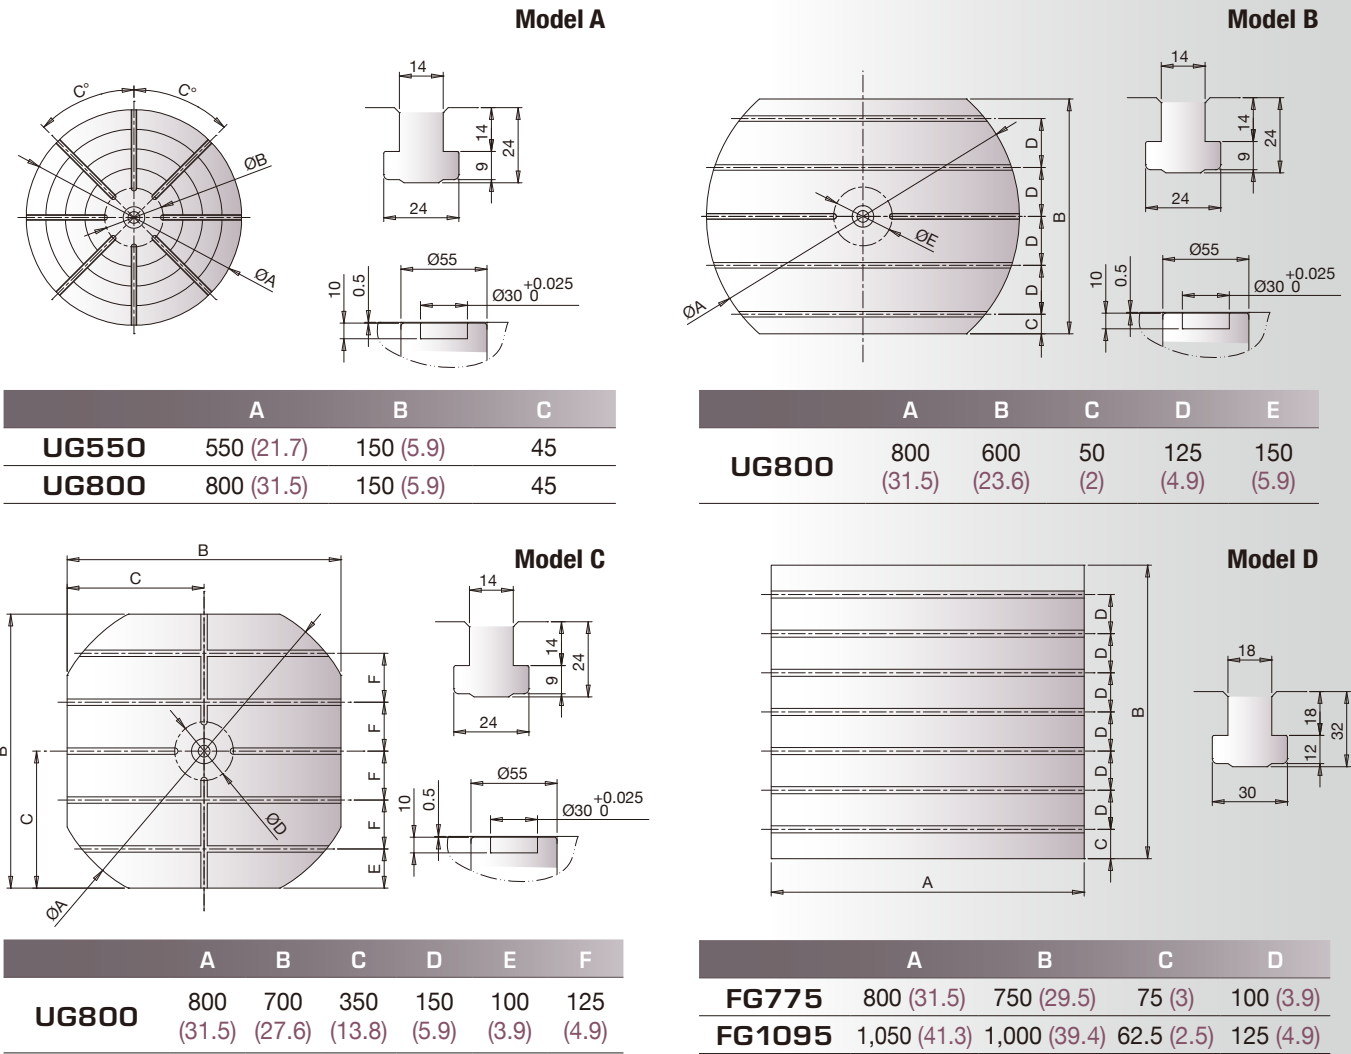 Model A
C°
C°
ØB
ØA
14
14
24
9
24
Ø55
10
0.5
Ø30 +0.025 0
A B C
UG550 550 (21.7) 150 (5.9) 45
UG800 800 (31.5) 150 (5.9) 45
Model B
ØA
ØE
D
D
D
D
C
B
14
14
24
9
24
Ø55
10
0.5
Ø30 +0.025 0
A B C D E
UG800 800 600 50 125 150
(31.5) (23.6) (2) (4.9) (5.9)
Model C
B
C
B
C
F
F
F
F
E
ØD
ØA
14
14
24
9
24
Ø55
10
0.5
Ø30 +0.025 0
A B C D E F
UG800 800 700 350 150 100 125
(31.5) (27.6) (13.8) (5.9) (3.9) (4.9)
Model D
D
D
D
D
D
D
C
B
A
18
18
32
12
30
A B C D
FG775 800 (31.5) 750 (29.5) 75 (3) 100 (3.9)
FG1095 1,050 (41.3) 1,000 (39.4) 62.5 (2.5) 125 (4.9)